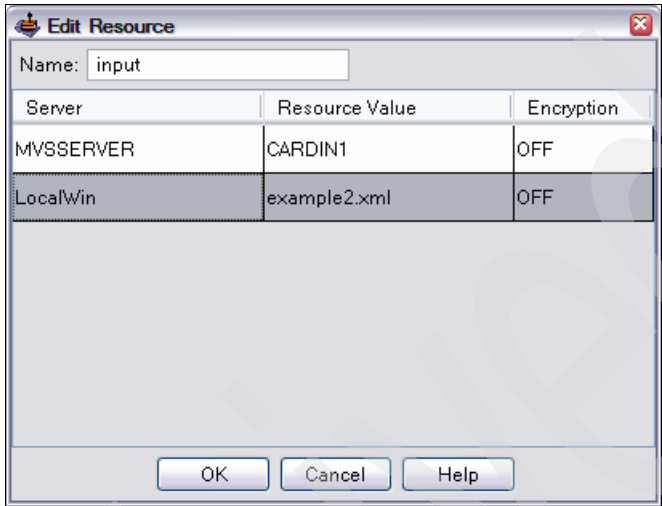 Edit Resource
Name: input
Server Resource Value Encryption
MVSSERVER CARDIN1 OFF
LocalWin example2.xml OFF
OK Cancel Help